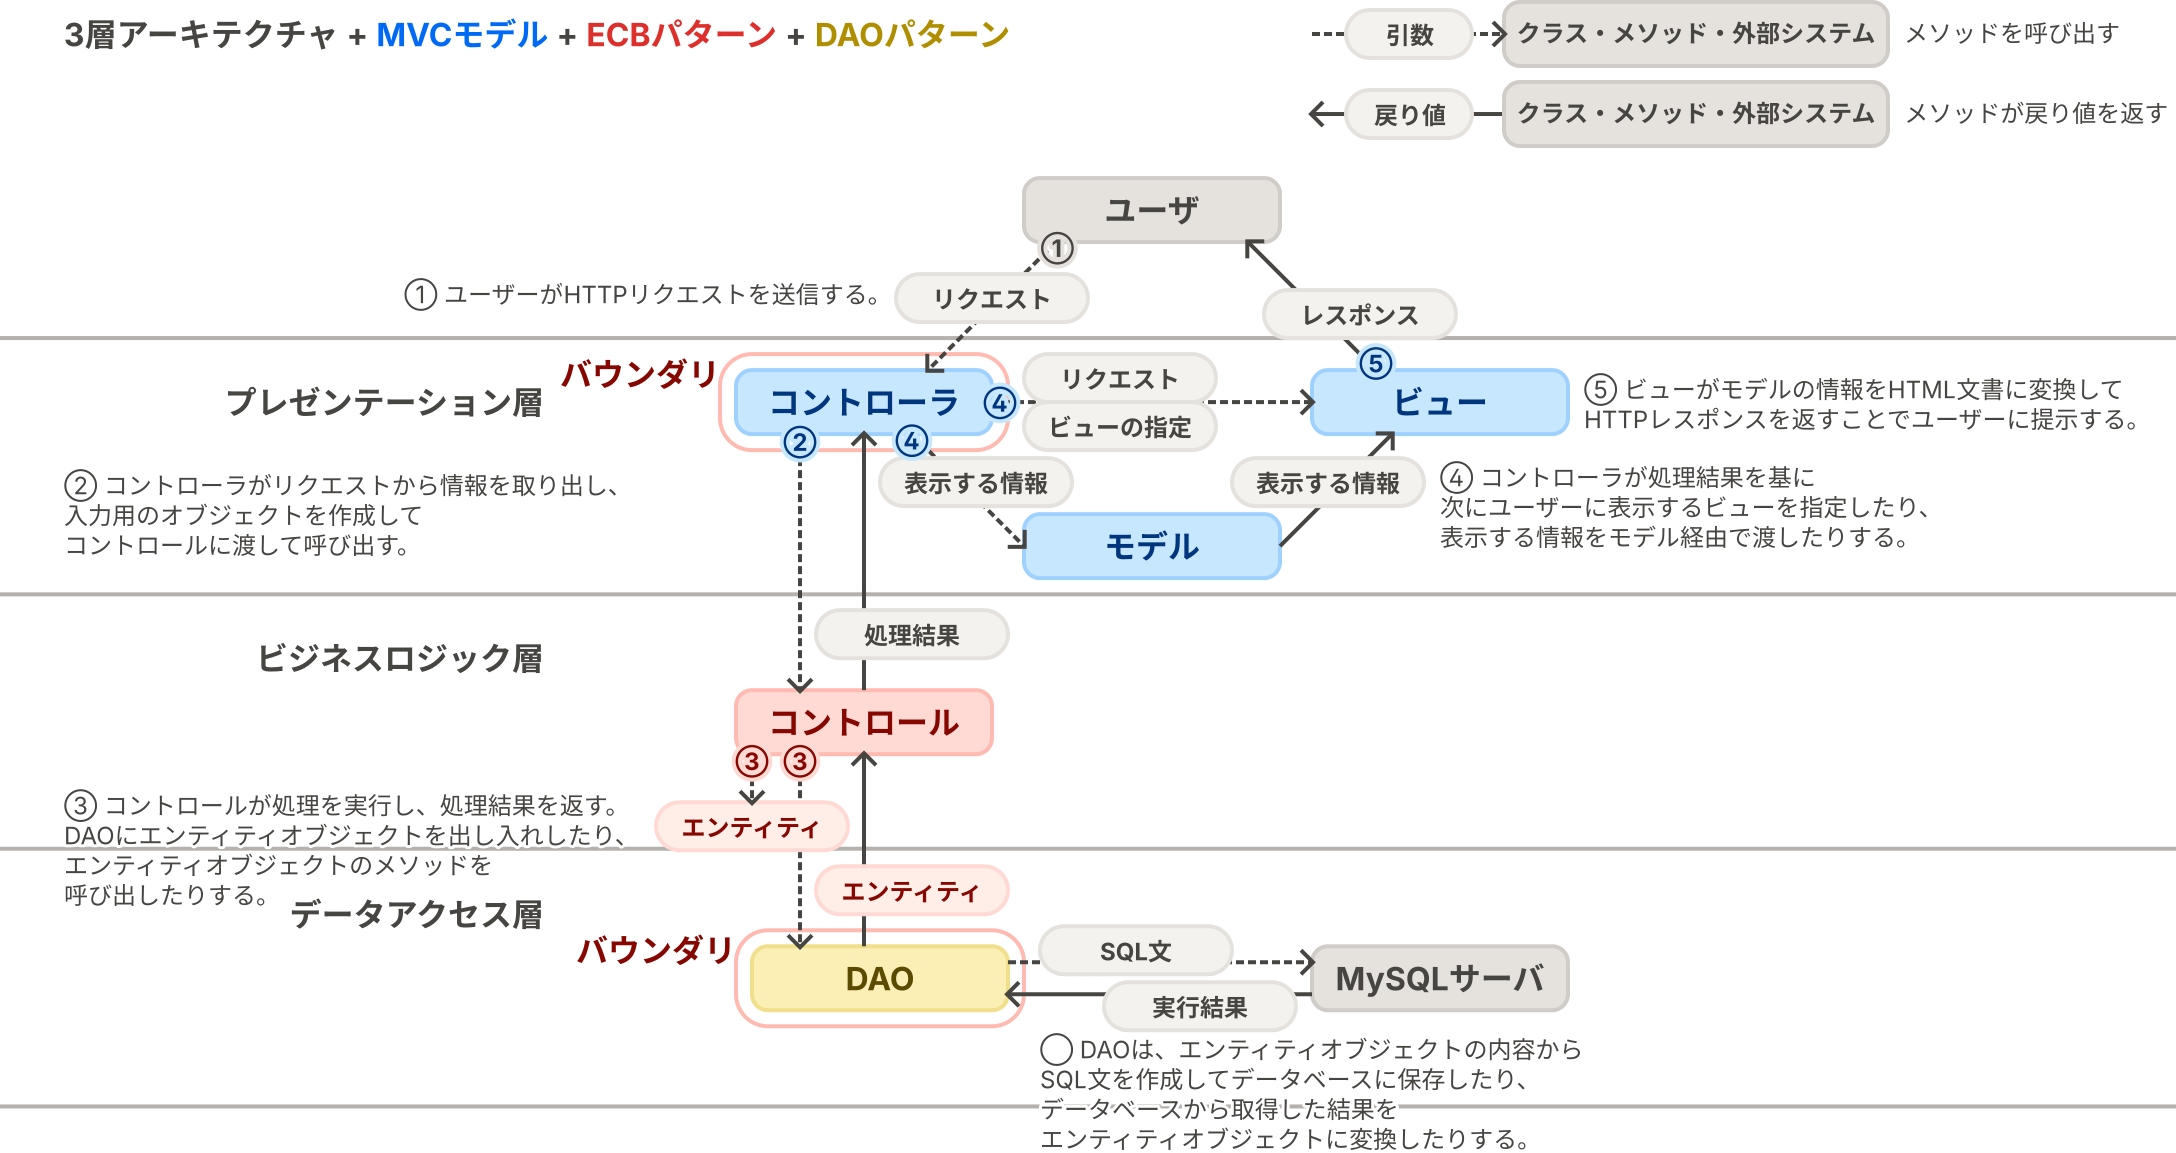 3層アーキテクチャ + MVCモデル + ECBパターン + DAOパターン
引数
クラス・メソッド・外部システム
メソッドを呼び出す
戻り値
クラス・メソッド・外部システム
メソッドが戻り値を返す
ユーザ
①
① ユーザーがHTTPリクエストを送信する。
リクエスト
レスポンス
プレゼンテーション層
バウンダリ
コントローラ
④
リクエスト
ビューの指定
⑤
ビュー
⑤ ビューがモデルの情報をHTML文書に変換して
HTTPレスポンスを返すことでユーザーに提示する。
②
④
② コントローラがリクエストから情報を取り出し、
入力用のオブジェクトを作成して
コントロールに渡して呼び出す。
表示する情報
表示する情報
④ コントローラが処理結果を基に
次にユーザーに表示するビューを指定したり、
表示する情報をモデル経由で渡したりする。
モデル
ビジネスロジック層
処理結果
コントロール
③
③
③ コントロールが処理を実行し、処理結果を返す。
DAOにエンティティオブジェクトを出し入れしたり、
エンティティオブジェクトのメソッドを
呼び出したりする。
エンティティ
データアクセス層
エンティティ
バウンダリ
DAO
SQL文
実行結果
MySQLサーバ
◯ DAOは、エンティティオブジェクトの内容から
SQL文を作成してデータベースに保存したり、
データベースから取得した結果を
エンティティオブジェクトに変換したりする。